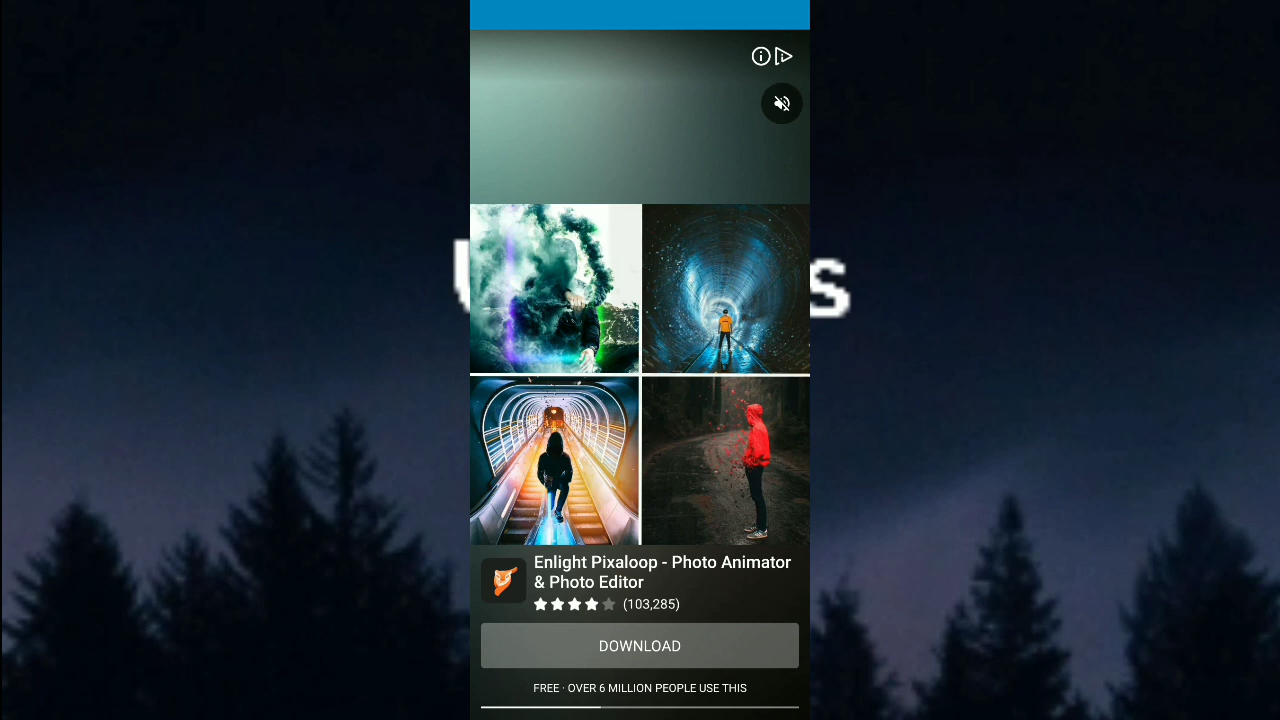 Enlight Pixaloop - Photo Animator
& Photo Editor
(103,285)
DOWNLOAD
FREE · OVER 6 MILLION PEOPLE USE THIS